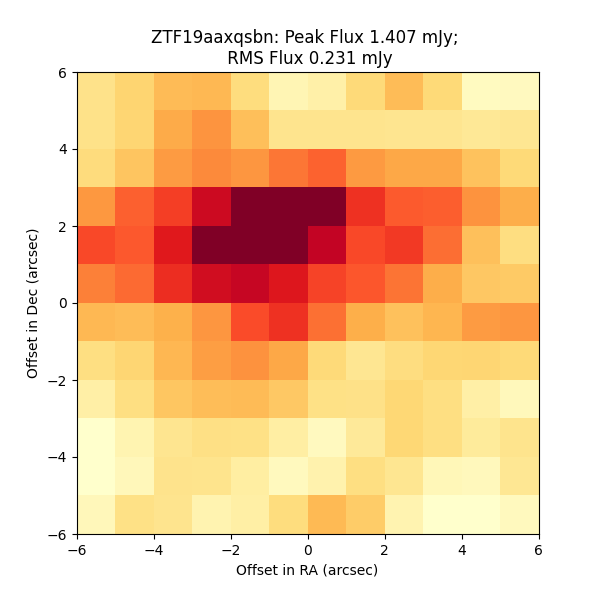 ZTF19aaxqsbn: Peak Flux 1.407 mJy;
RMS Flux 0.231 mJy
6
4
2
0
−2
−4
−6
Offset in Dec (arcsec)
−6 −4 −2 0 2 4 6
Offset in RA (arcsec)